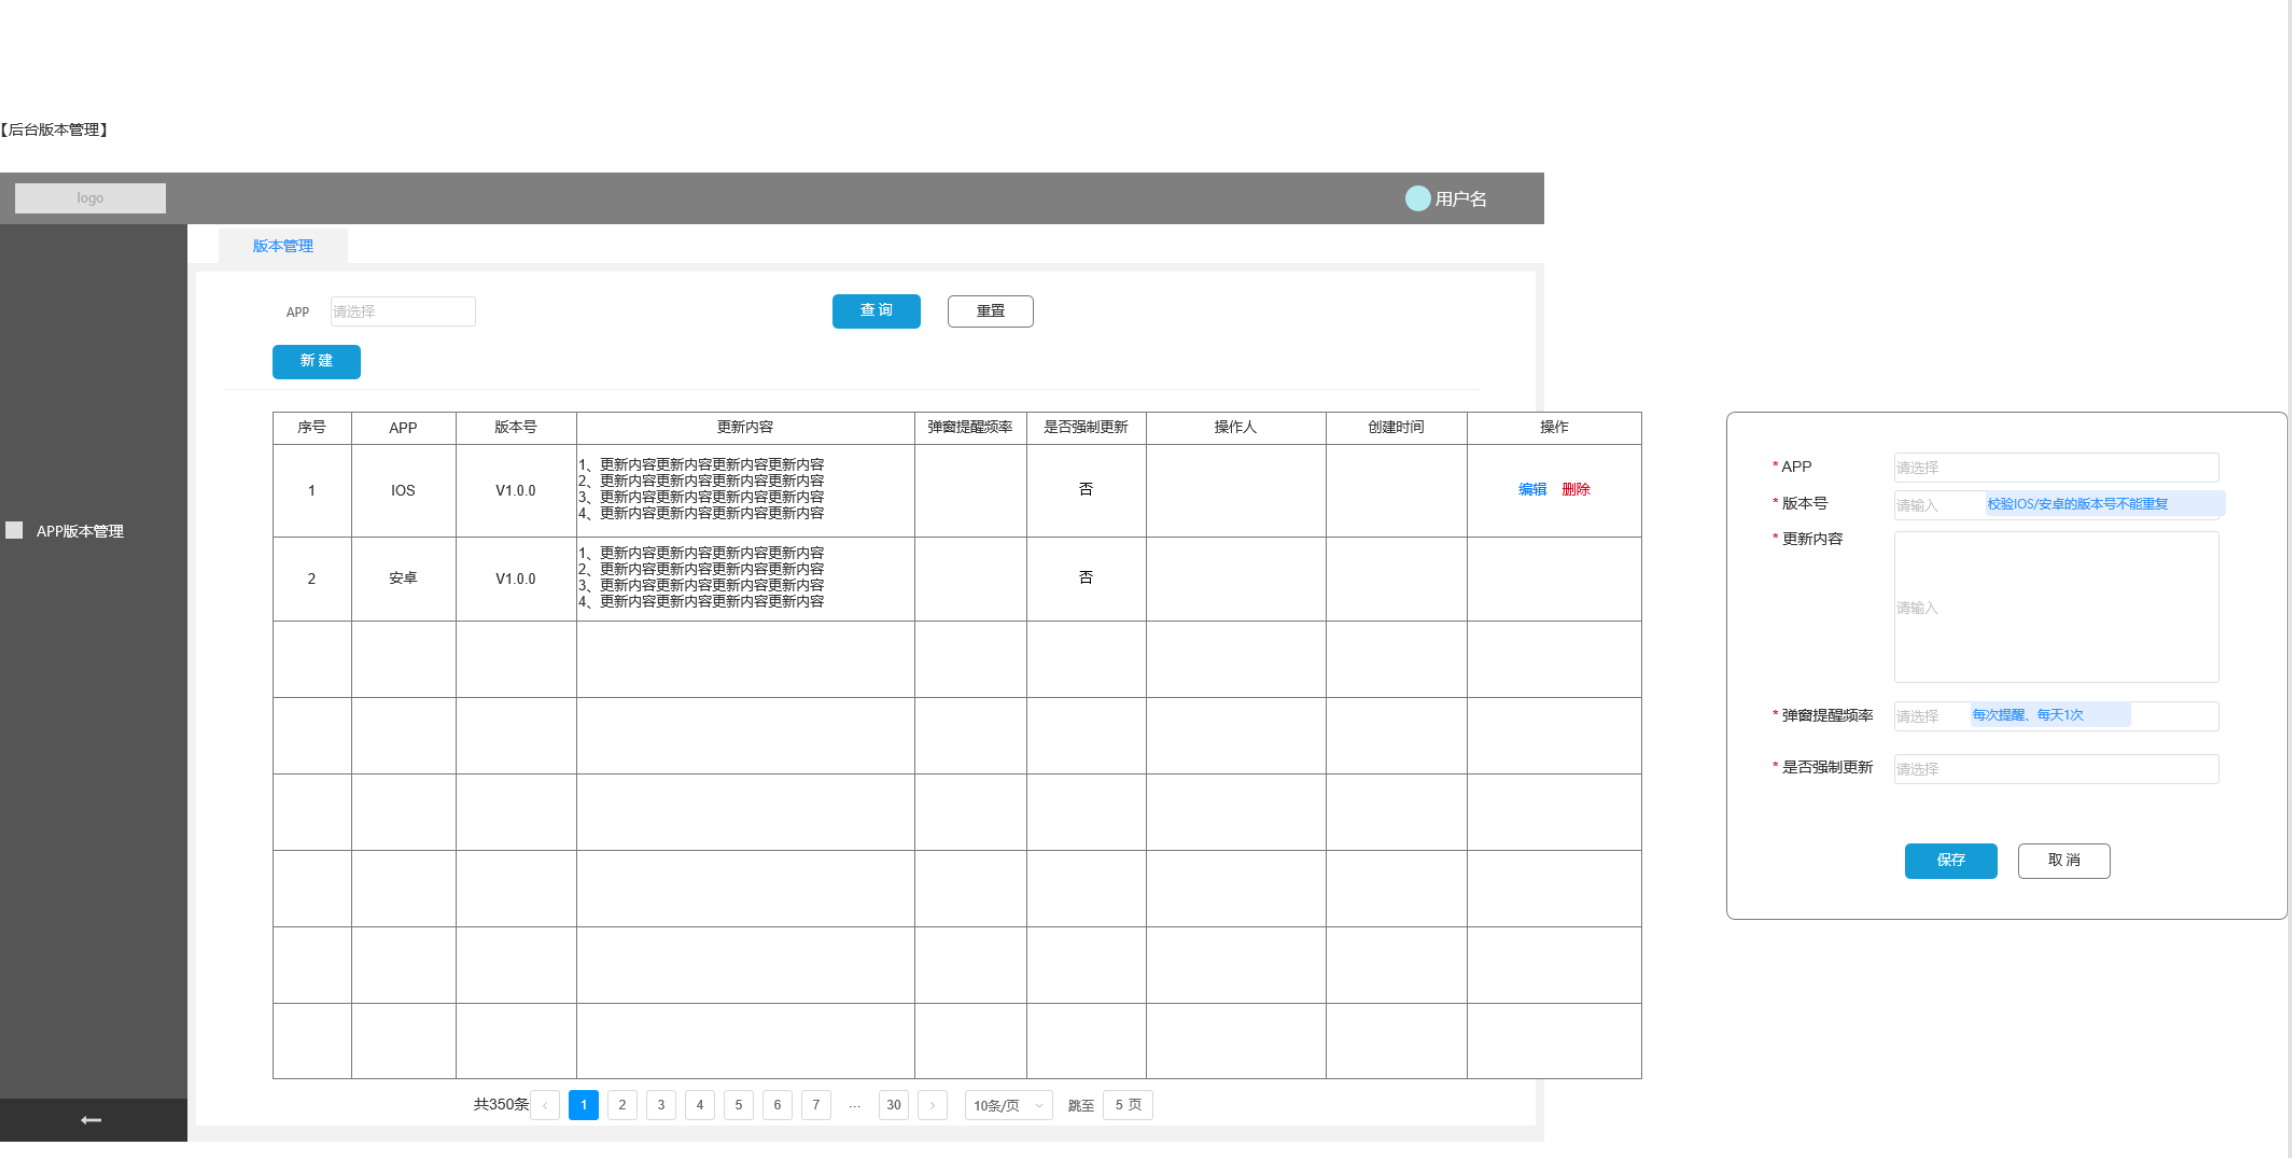 【后台版本管理】
logo
用户名
版本管理
APP 请选择 查 询 重置
新 建
序号 APP 版本号 更新内容 弹窗提醒频率 是否强制更新 操作人 创建时间 操作
1 IOS V1.0.0 否 编辑 删除
1、更新内容更新内容更新内容更新内容
2、更新内容更新内容更新内容更新内容
3、更新内容更新内容更新内容更新内容
4、更新内容更新内容更新内容更新内容
2 安卓 V1.0.0 否
1、更新内容更新内容更新内容更新内容
2、更新内容更新内容更新内容更新内容
3、更新内容更新内容更新内容更新内容
4、更新内容更新内容更新内容更新内容
APP版本管理
共350条 < 1 2 3 4 5 6 7 ... 30 > 10条/页 跳至 5 页
* APP 请选择
* 版本号 请输入 校验IOS/安卓的版本号不能重复
* 更新内容
请输入
* 弹窗提醒频率 请选择 每次提醒、每天1次
* 是否强制更新 请选择
保存 取 消